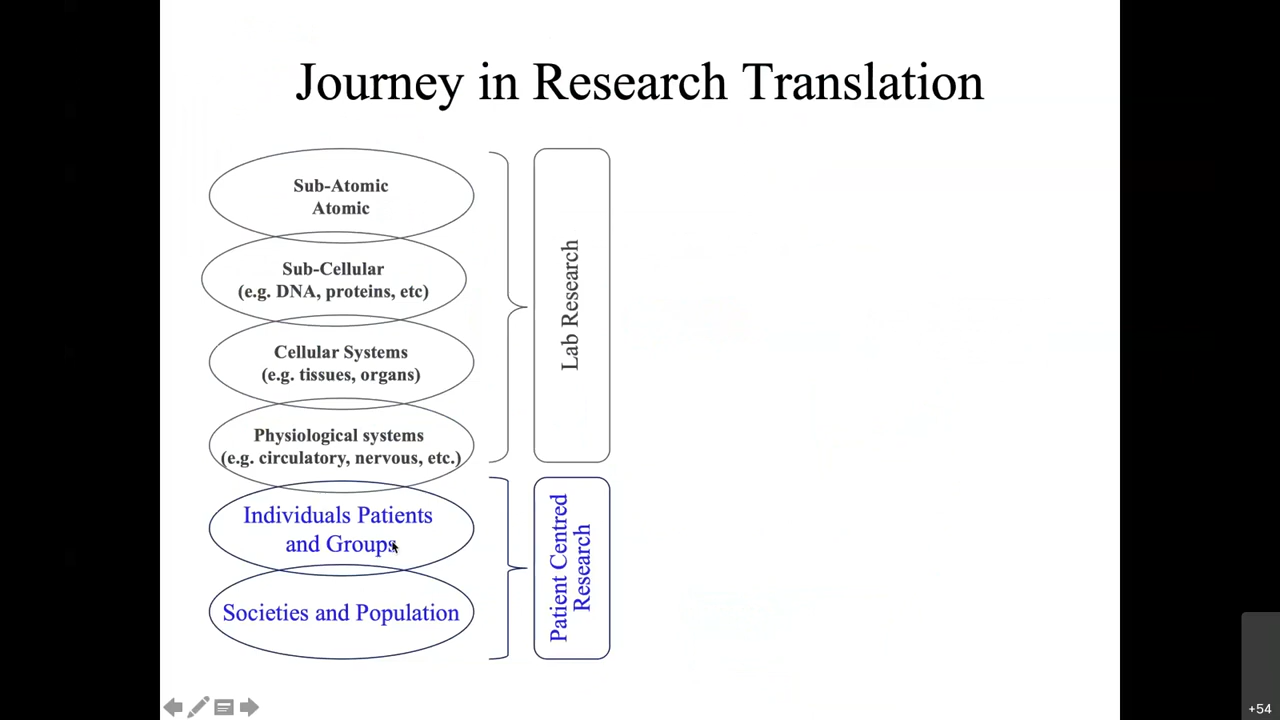 Journey in Research Translation
Sub-Atomic
Atomic
Sub-Cellular
(e.g. DNA, proteins, etc)
Cellular Systems
(e.g. tissues, organs)
Physiological systems
(e.g. circulatory, nervous, etc.)
Lab Research
Individuals Patients
and Groups
Societies and Population
Patient Centred
Research
+54